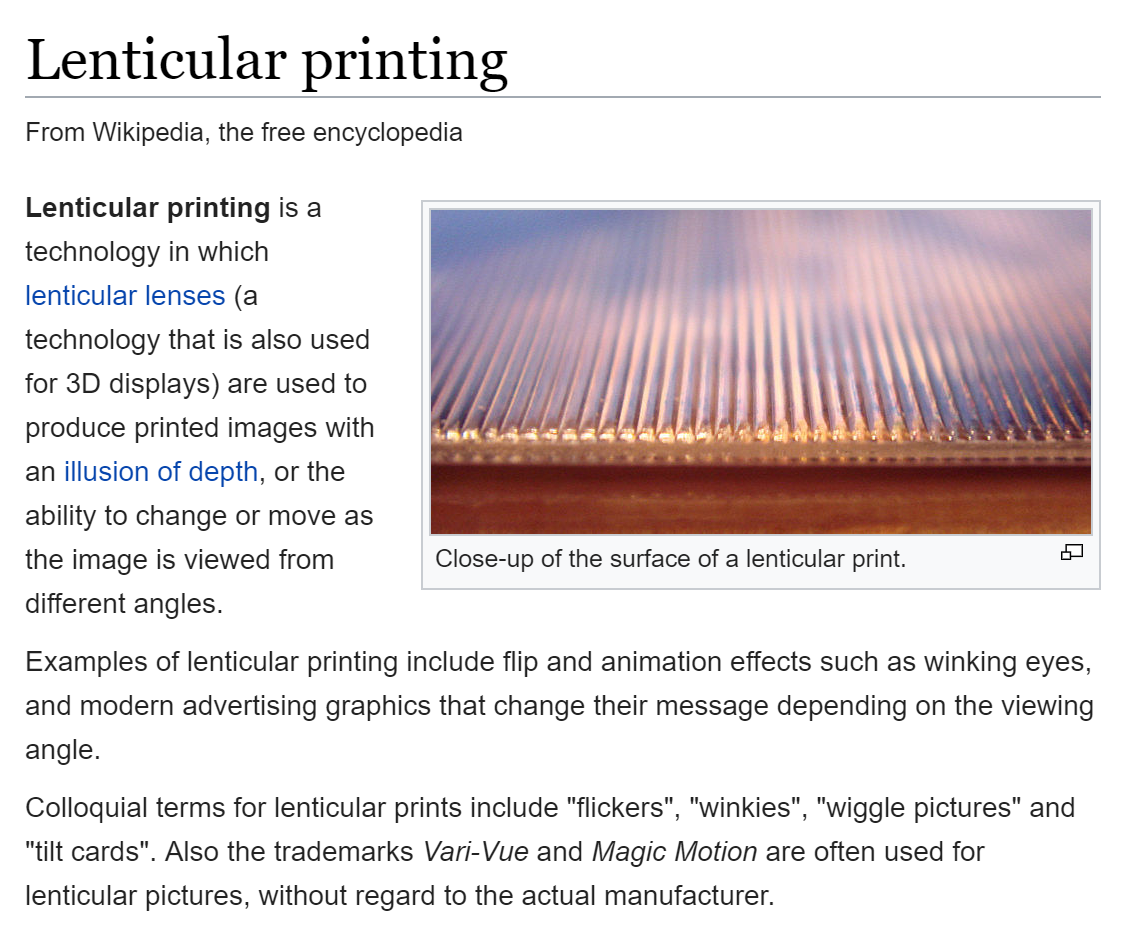 Lenticular printing
From Wikipedia, the free encyclopedia
Lenticular printing is a
technology in which
lenticular lenses (a
technology that is also used
for 3D displays) are used to
produce printed images with
an illusion of depth, or the
ability to change or move as
the image is viewed from
different angles.
Close-up of the surface of a lenticular print.
Examples of lenticular printing include flip and animation effects such as winking eyes,
and modern advertising graphics that change their message depending on the viewing
angle.
Colloquial terms for lenticular prints include "flickers", "winkies", "wiggle pictures" and
"tilt cards". Also the trademarks Vari-Vue and Magic Motion are often used for
lenticular pictures, without regard to the actual manufacturer.